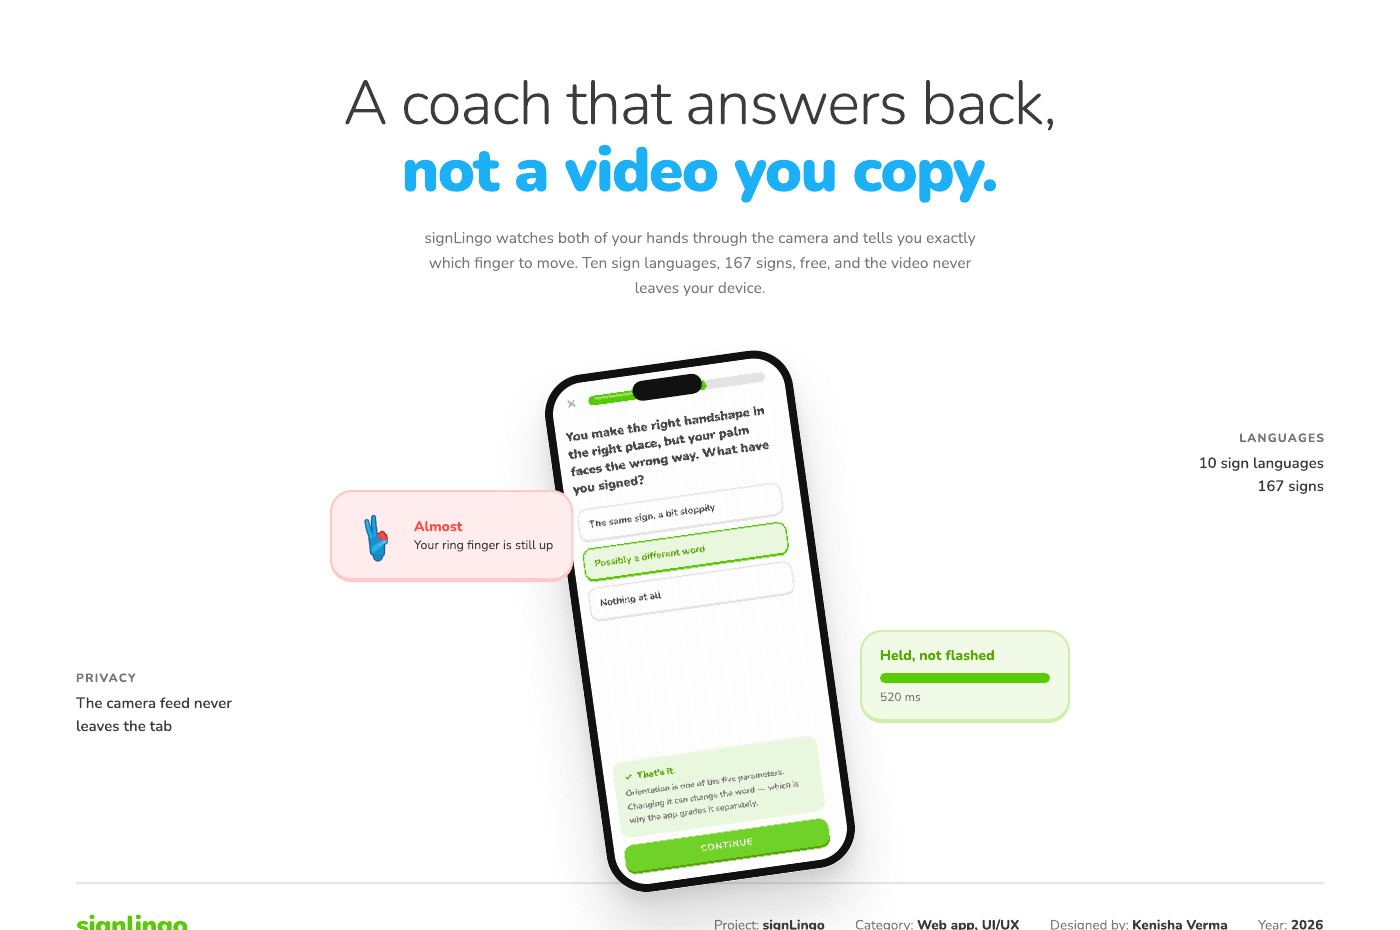 A coach that answers back,
not a video you copy.
signLingo watches both of your hands through the camera and tells you exactly
which finger to move. Ten sign languages, 167 signs, free, and the video never
leaves your device.
You make the right handshape in
the right place, but your palm
faces the wrong way. What have
you signed?
The same sign, a bit sloppily
Possibly a different word
Nothing at all
✓ That's it
Orientation is one of the five parameters.
Changing it can change the word — which is
why the app grades it separately.
CONTINUE
Almost
Your ring finger is still up
LANGUAGES
10 sign languages
167 signs
Held, not flashed
520 ms
PRIVACY
The camera feed never
leaves the tab
signlingo
Project: signLingo Category: Web app, UI/UX Designed by: Kenisha Verma Year: 2026